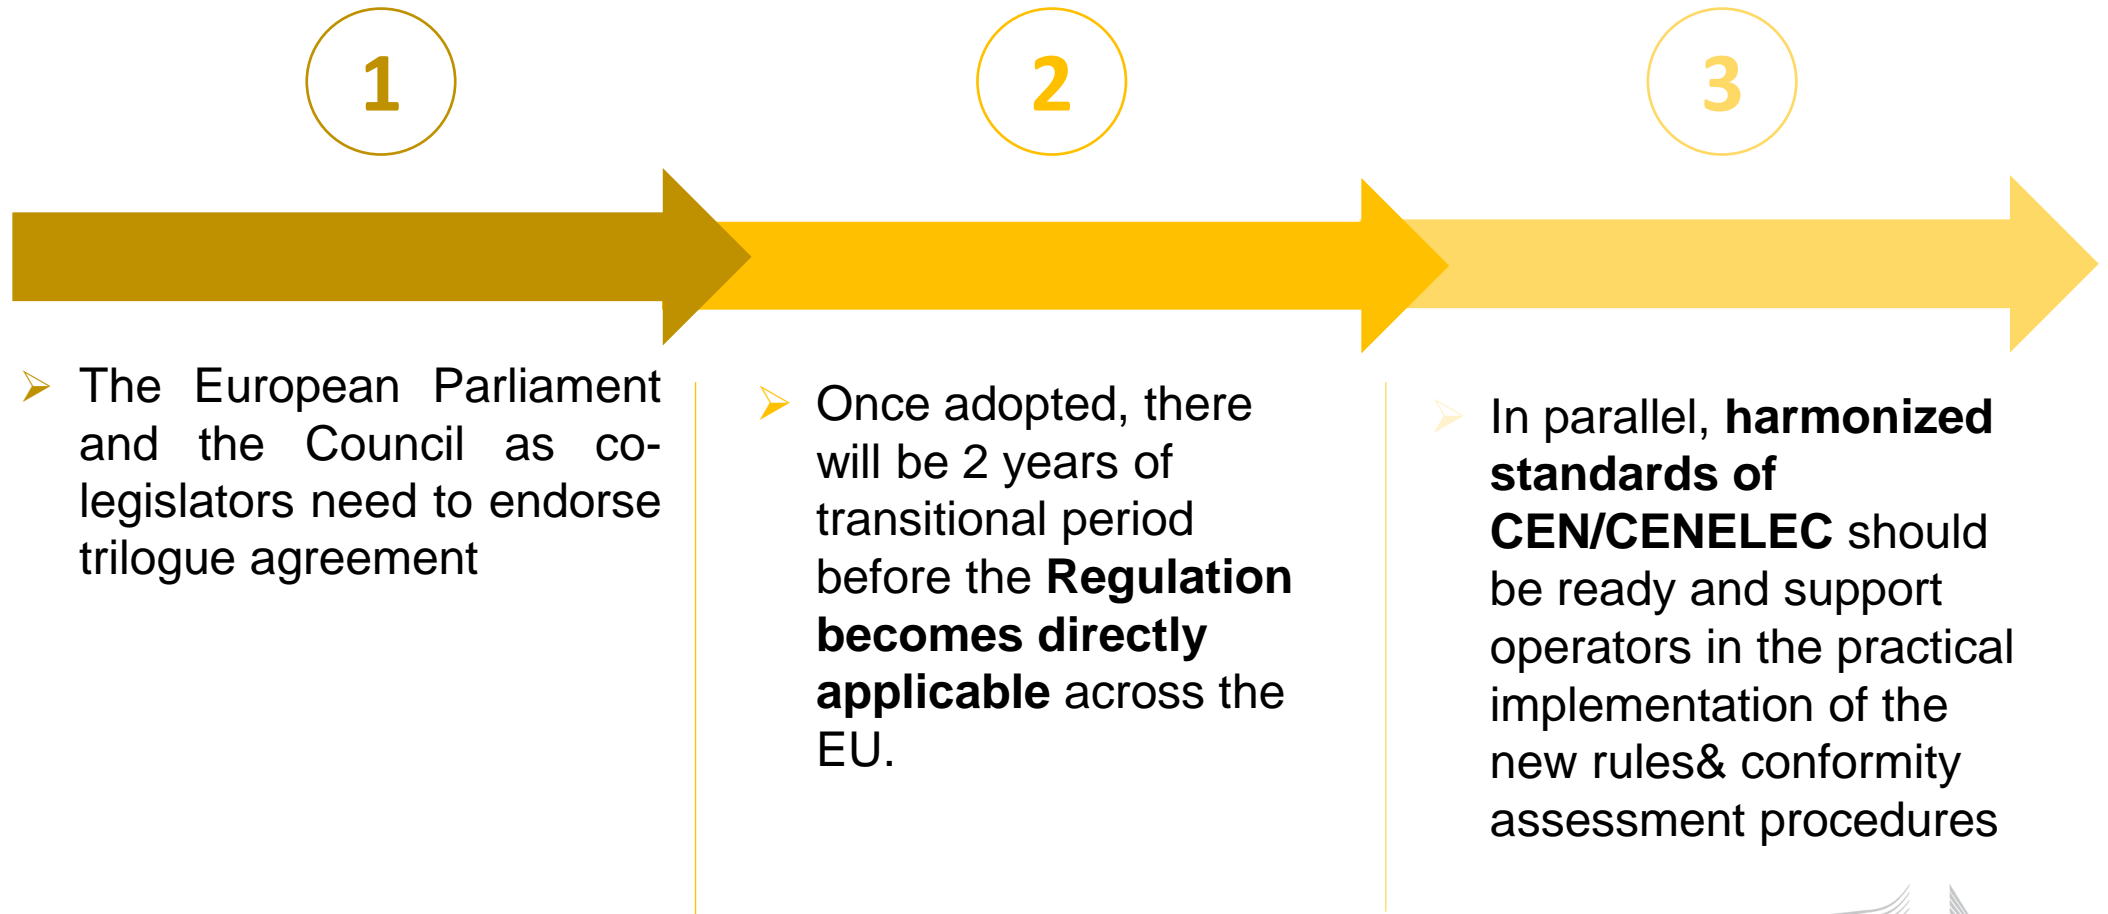 1
The European Parliament
and the Council as co-
legislators need to endorse
trilogue agreement
2
Once adopted, there
will be 2 years of
transitional period
before the Regulation
becomes directly
applicable across the
EU.
3
In parallel, harmonized
standards of
CEN/CENELEC should
be ready and support
operators in the practical
implementation of the
new rules& conformity
assessment procedures